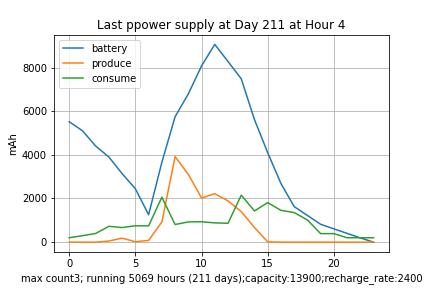 Last ppower supply at Day 211 at Hour 4
battery
produce
consume
mAh
8000
6000
4000
2000
0
0 5 10 15 20
max count3; running 5069 hours (211 days);capacity:13900;recharge_rate:2400